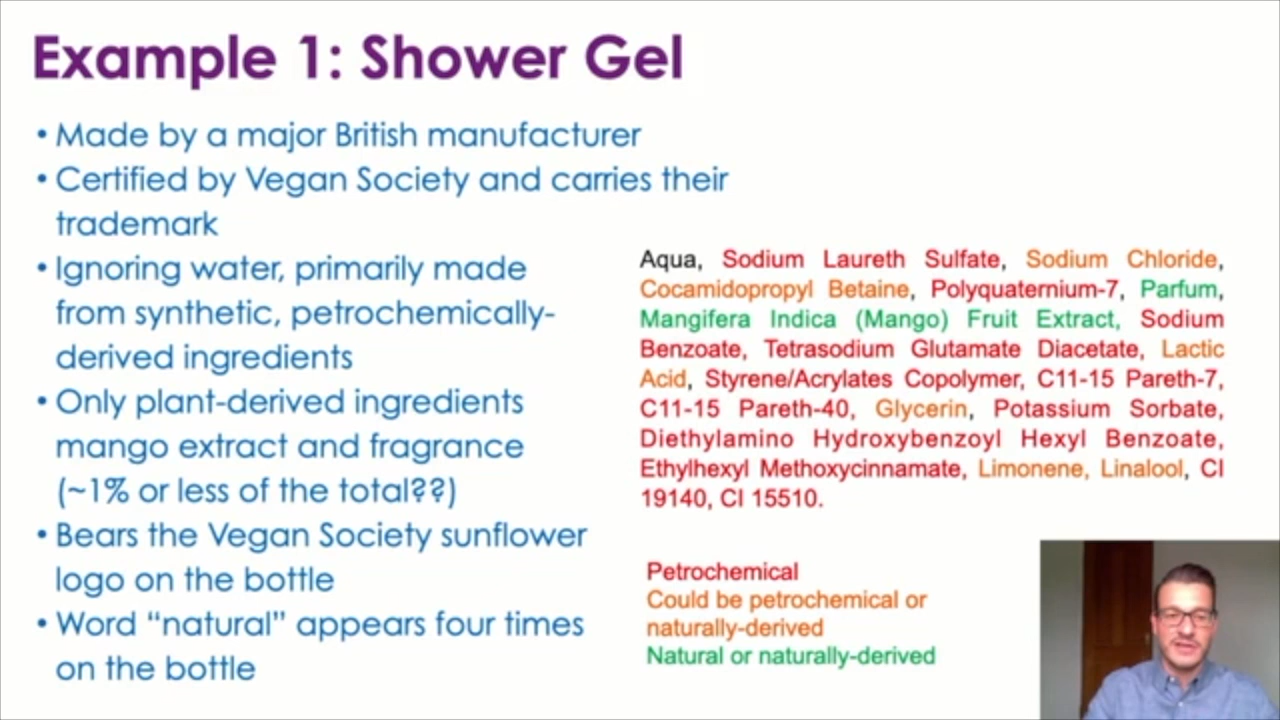 Example 1: Shower Gel
• Made by a major British manufacturer
• Certified by Vegan Society and carries their
trademark
• Ignoring water, primarily made
from synthetic, petrochemically-
derived ingredients
• Only plant-derived ingredients
mango extract and fragrance
(~1% or less of the total??)
• Bears the Vegan Society sunflower
logo on the bottle
• Word “natural” appears four times
on the bottle
Aqua, Sodium Laureth Sulfate, Sodium Chloride,
Cocamidopropyl Betaine, Polyquaternium-7, Parfum,
Mangifera Indica (Mango) Fruit Extract, Sodium
Benzoate, Tetrasodium Glutamate Diacetate, Lactic
Acid, Styrene/Acrylates Copolymer, C11-15 Pareth-7,
C11-15 Pareth-40, Glycerin, Potassium Sorbate,
Diethylamino Hydroxybenzoyl Hexyl Benzoate,
Ethylhexyl Methoxycinnamate, Limonene, Linalool, CI
19140, CI 15510.
Petrochemical
Could be petrochemical or
naturally-derived
Natural or naturally-derived